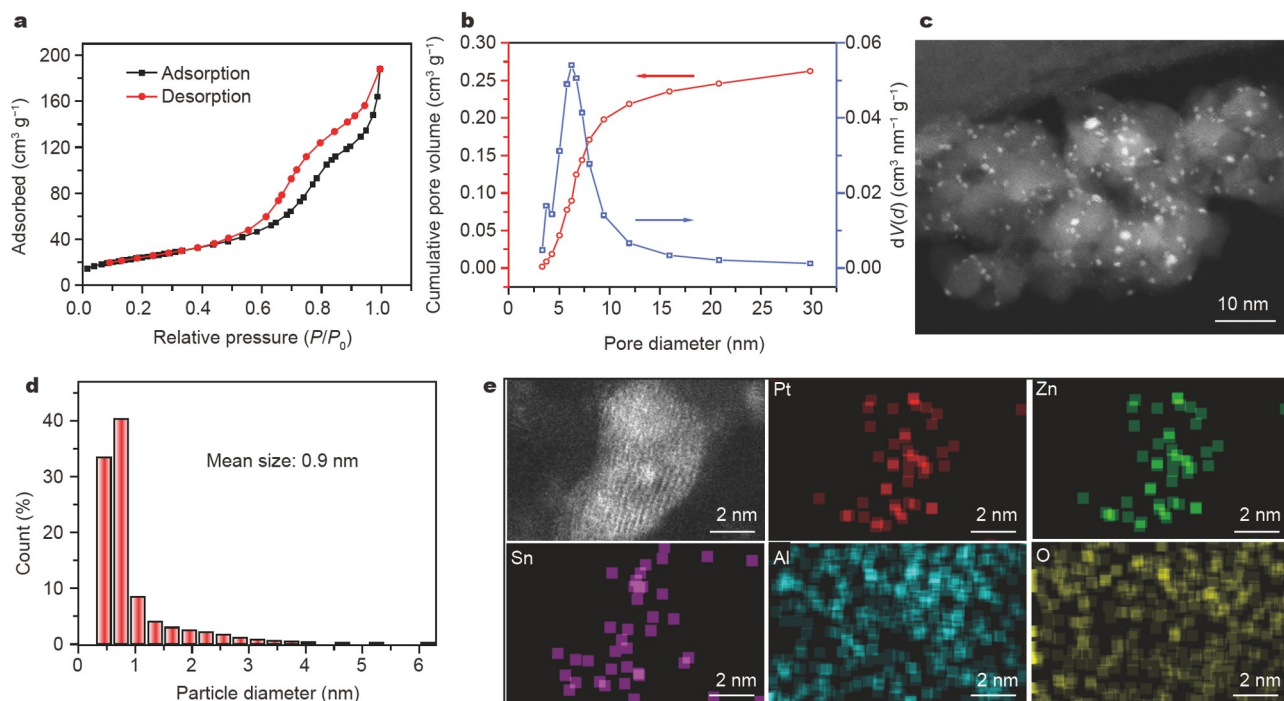 a
Adsorbed (cm³ g⁻¹)
200
160
120
80
40
0
Adsorption
Desorption
0.0 0.2 0.4 0.6 0.8 1.0
Relative pressure (P/P₀)
b
Cumulative pore volume (cm³ g⁻¹)
0.30
0.25
0.20
0.15
0.10
0.05
0.00
0.06
0.04
0.02
0.00
dV(d) (cm³ nm⁻¹ g⁻¹)
0 5 10 15 20 25 30
Pore diameter (nm)
c
10 nm
d
Count (%)
40
30
20
10
0
Mean size: 0.9 nm
0 1 2 3 4 5 6
Particle diameter (nm)
e
2 nm
Pt
2 nm
Zn
2 nm
Sn
2 nm
Al
2 nm
O
2 nm